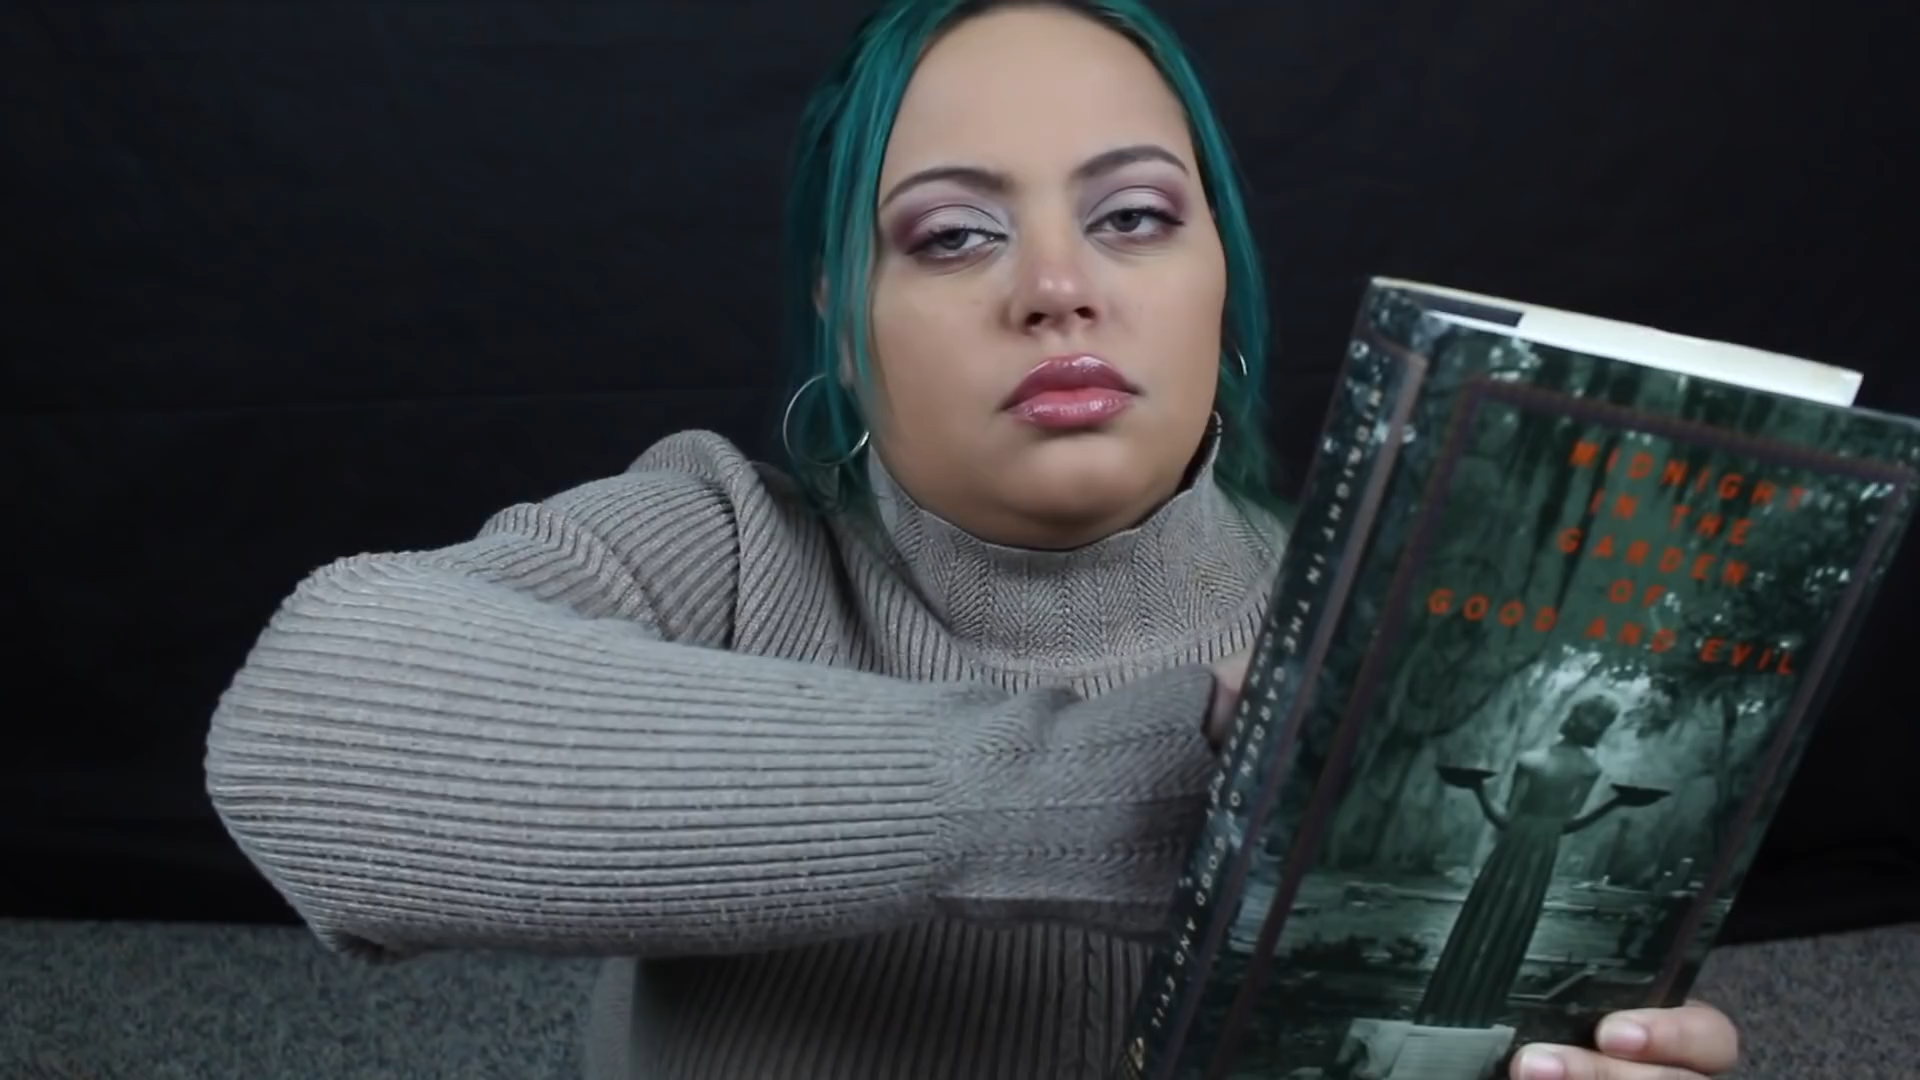 MIDNIGHT
IN THE
GARDEN
OF
GOOD AND EVIL
MIDNIGHT IN THE GARDEN OF GOOD AND EVIL